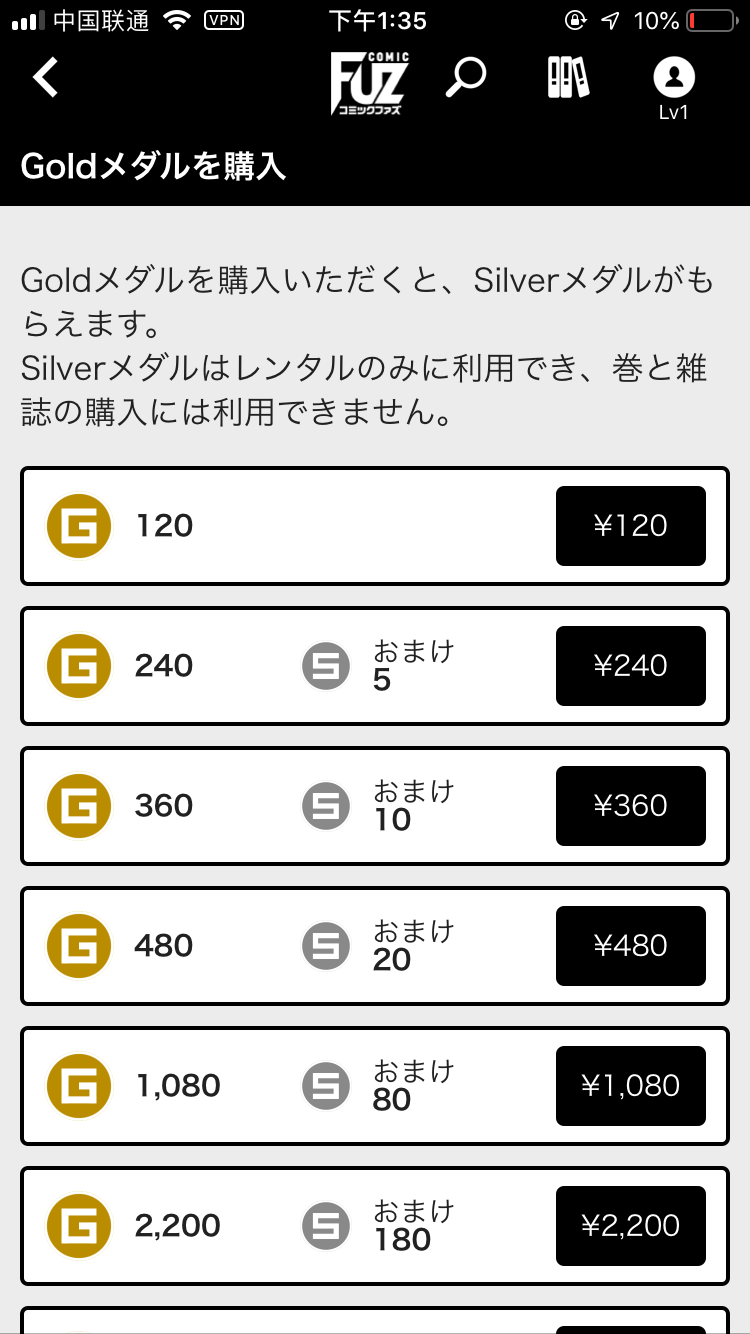 中国联通 VPN 下午1:35 10%
COMIC
FUZ
コミックファズ
Lv1
Goldメダルを購入
Goldメダルを購入いただくと、Silverメダルがも
らえます。
Silverメダルはレンタルのみに利用でき、巻と雑
誌の購入には利用できません。
G 120 ¥120
G 240 S おまけ 5 ¥240
G 360 S おまけ 10 ¥360
G 480 S おまけ 20 ¥480
G 1,080 S おまけ 80 ¥1,080
G 2,200 S おまけ 180 ¥2,200